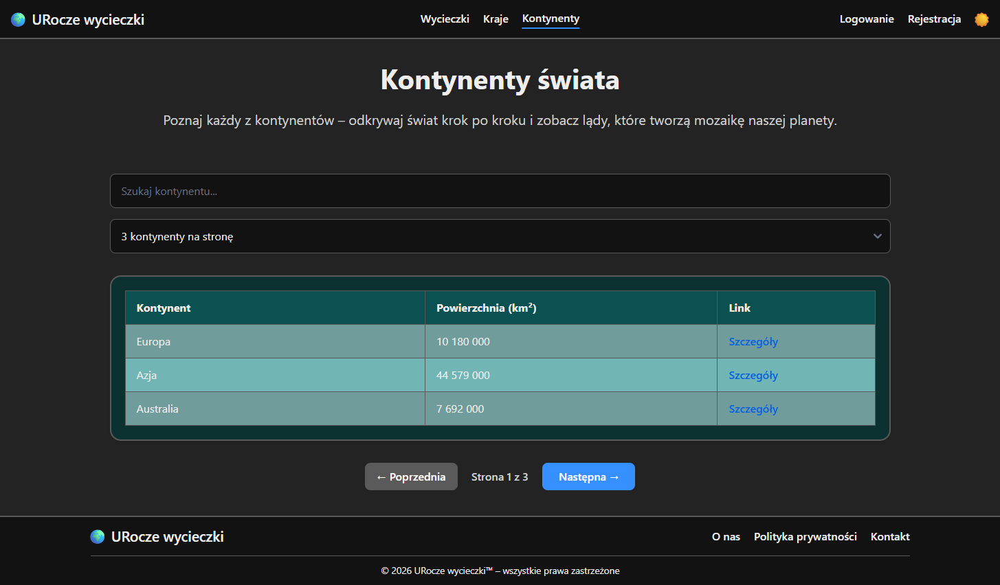 URocze wycieczki
Wycieczki Kraje Kontynenty
Logowanie Rejestracja
Kontynenty świata
Poznaj każdy z kontynentów – odkrywaj świat krok po kroku i zobacz lądy, które tworzą mozaikę naszej planety.
Szukaj kontynentu...
3 kontynenty na stronę
Kontynent Powierzchnia (km²) Link
Europa 10 180 000 Szczegóły
Azja 44 579 000 Szczegóły
Australia 7 692 000 Szczegóły
← Poprzednia Strona 1 z 3 Następna →
URocze wycieczki
O nas Polityka prywatności Kontakt
© 2026 URocze wycieczki™ – wszystkie prawa zastrzeżone